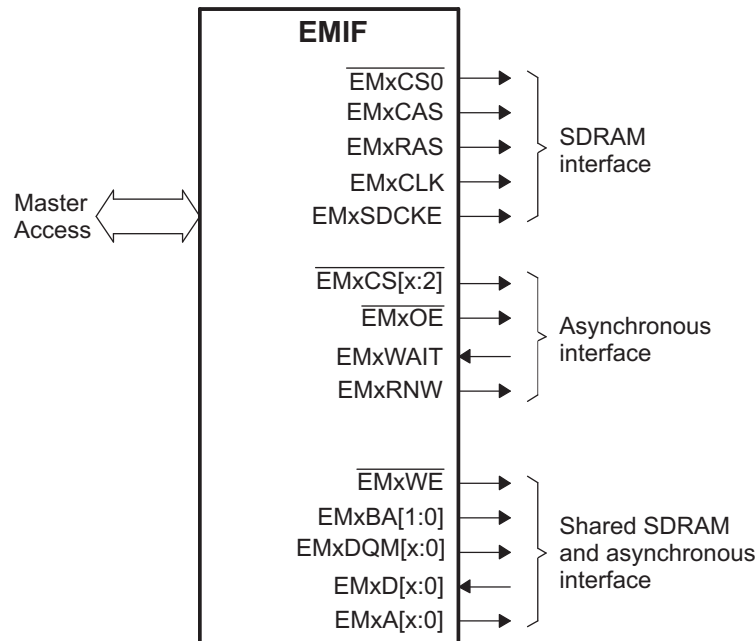 EMIF
EMxCS0
EMxCAS
EMxRAS
EMxCLK
EMxSDCKE
SDRAM
interface
Master
Access
EMxCS[x:2]
EMxOE
EMxWAIT
EMxRNW
Asynchronous
interface
EMxWE
EMxBA[1:0]
EMxDQM[x:0]
EMxD[x:0]
EMxA[x:0]
Shared SDRAM
and asynchronous
interface